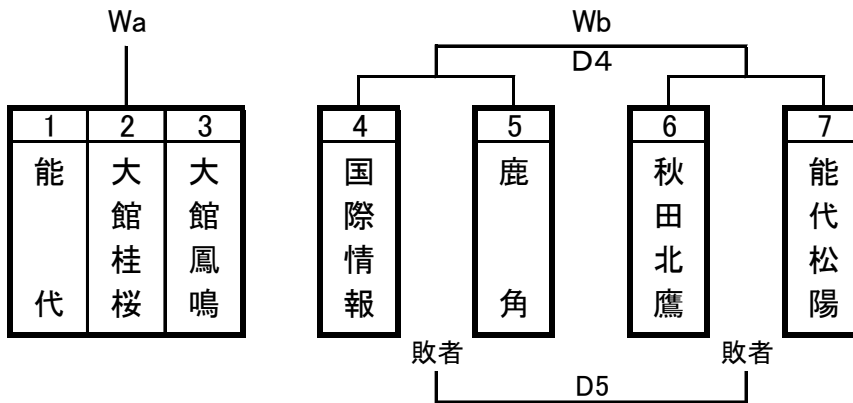 Wa
Wb
D4
1 2 3 4 5 6 7
能代
大館桂桜
大館鳳鳴
国際情報
鹿角
秋田北鷹
能代松陽
敗者 敗者
D5